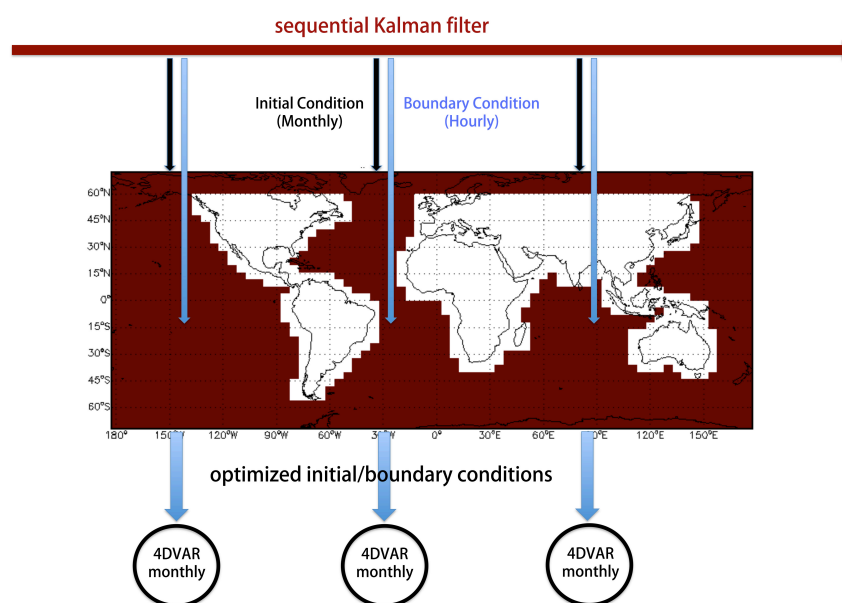 sequential Kalman filter
Initial Condition
(Monthly)
Boundary Condition
(Hourly)
60°N
45°N
30°N
15°N
0°
15°S
30°S
45°S
60°S
180° 120°W 90°W 60°W 0° 30°E 60°E 120°E 150°E
optimized initial/boundary conditions
4DVAR
monthly
4DVAR
monthly
4DVAR
monthly